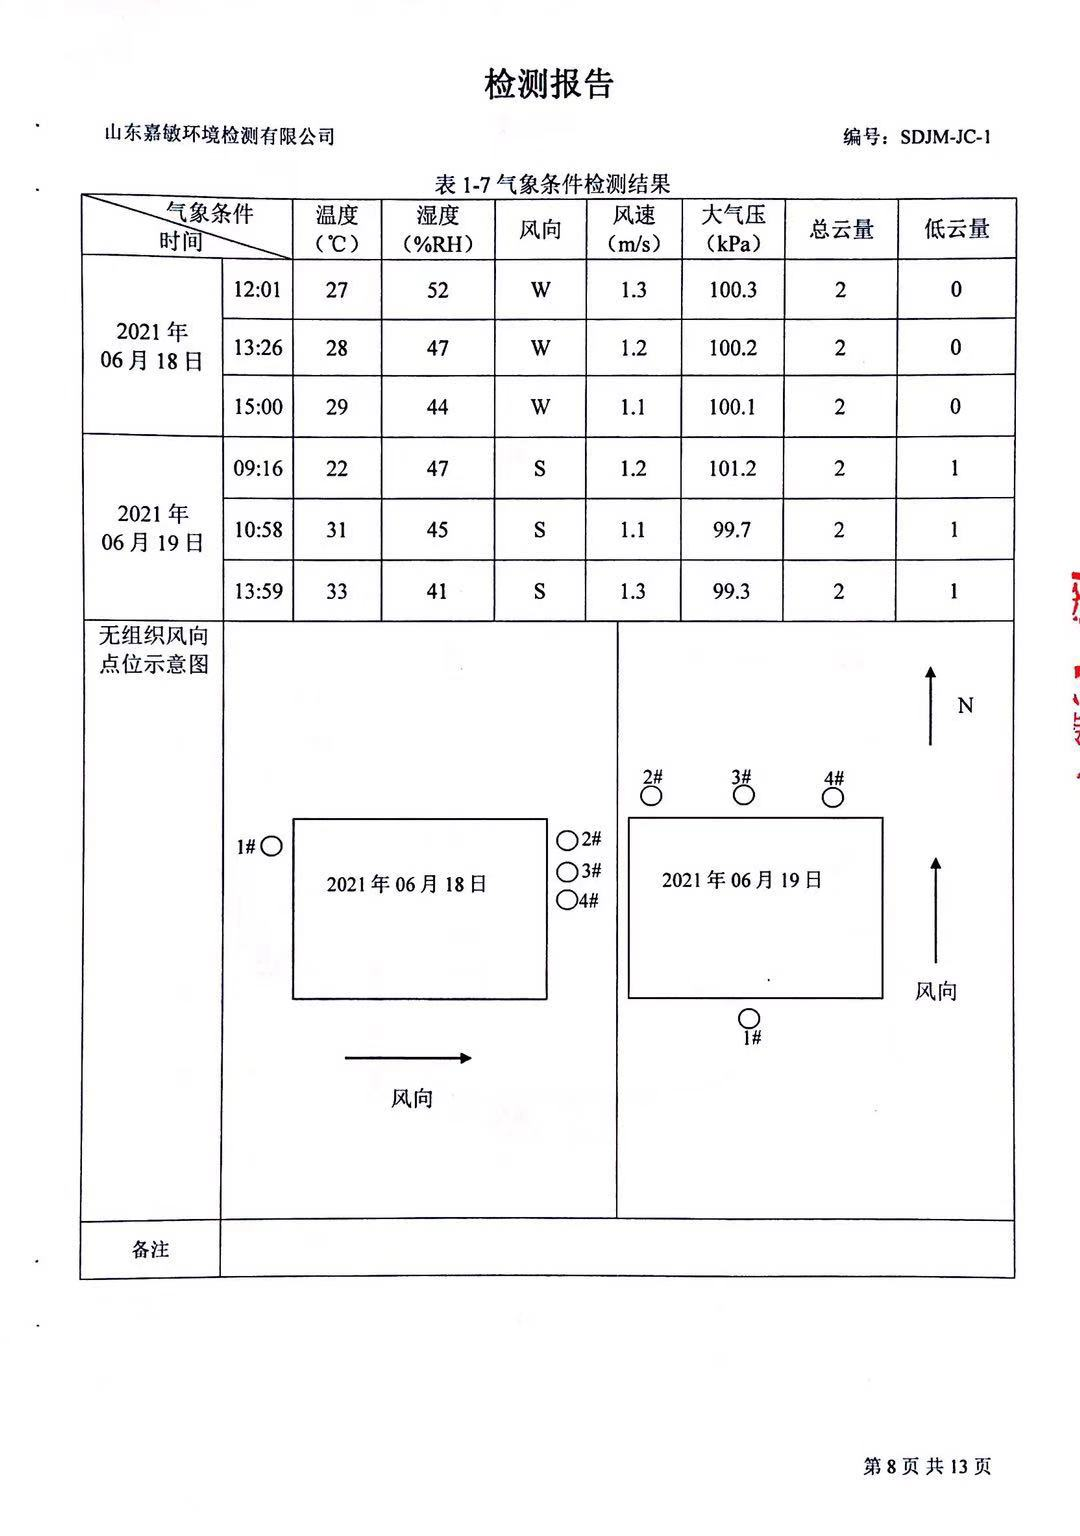 检测报告
山东嘉敏环境检测有限公司 编号：SDJM-JC-1
表 1-7 气象条件检测结果
气象条件 时间 温度（℃） 湿度（%RH） 风向 风速（m/s） 大气压（kPa） 总云量 低云量
2021 年 06 月 18 日
12:01 27 52 W 1.3 100.3 2 0
13:26 28 47 W 1.2 100.2 2 0
15:00 29 44 W 1.1 100.1 2 0
2021 年 06 月 19 日
09:16 22 47 S 1.2 101.2 2 1
10:58 31 45 S 1.1 99.7 2 1
13:59 33 41 S 1.3 99.3 2 1
无组织风向
点位示意图
1#
2021 年 06 月 18 日
2#
3#
4#
风向
N
2# 3# 4#
2021 年 06 月 19 日
风向
1#
备注
第 8 页 共 13 页